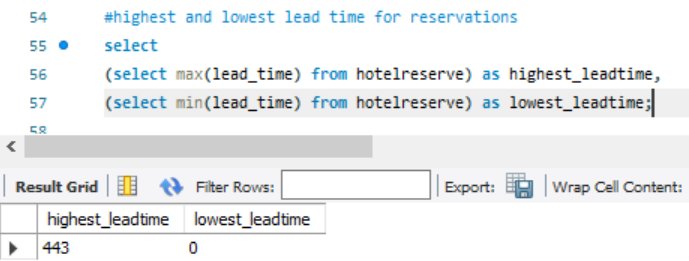 54 #highest and lowest lead time for reservations
55 select
56 (select max(lead_time) from hotelreserve) as highest_leadtime,
57 (select min(lead_time) from hotelreserve) as lowest_leadtime;
58
Result Grid Filter Rows: Export: Wrap Cell Content:
highest_leadtime lowest_leadtime
443 0